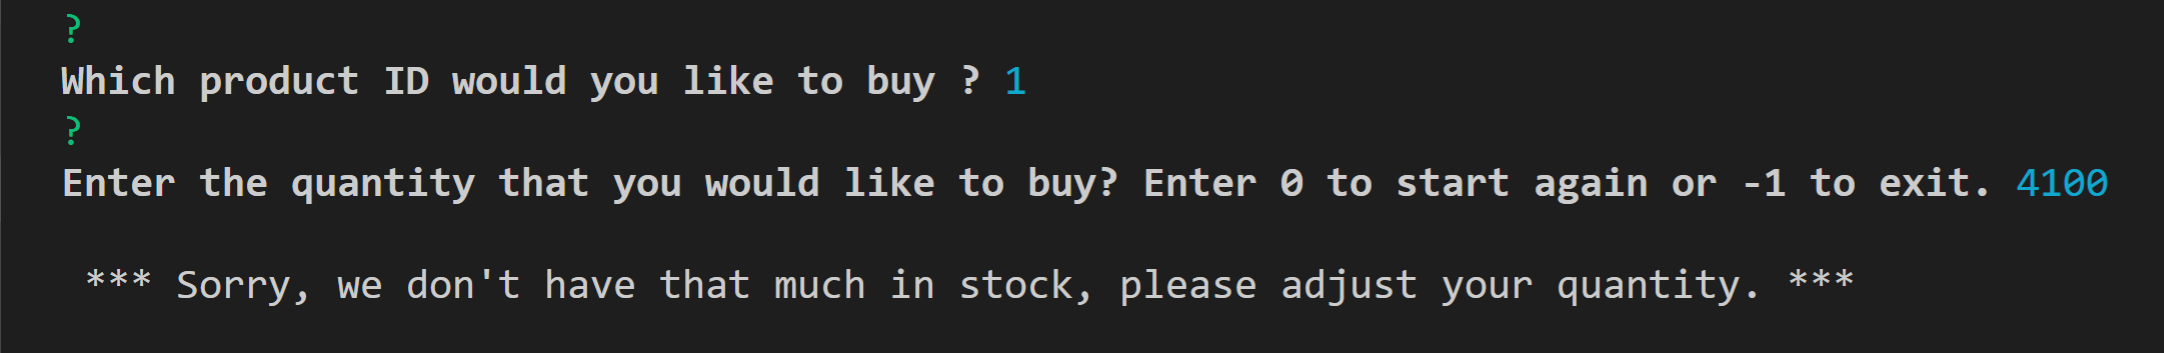 ?
Which product ID would you like to buy ? 1
?
Enter the quantity that you would like to buy? Enter 0 to start again or -1 to exit. 4100
*** Sorry, we don't have that much in stock, please adjust your quantity. ***